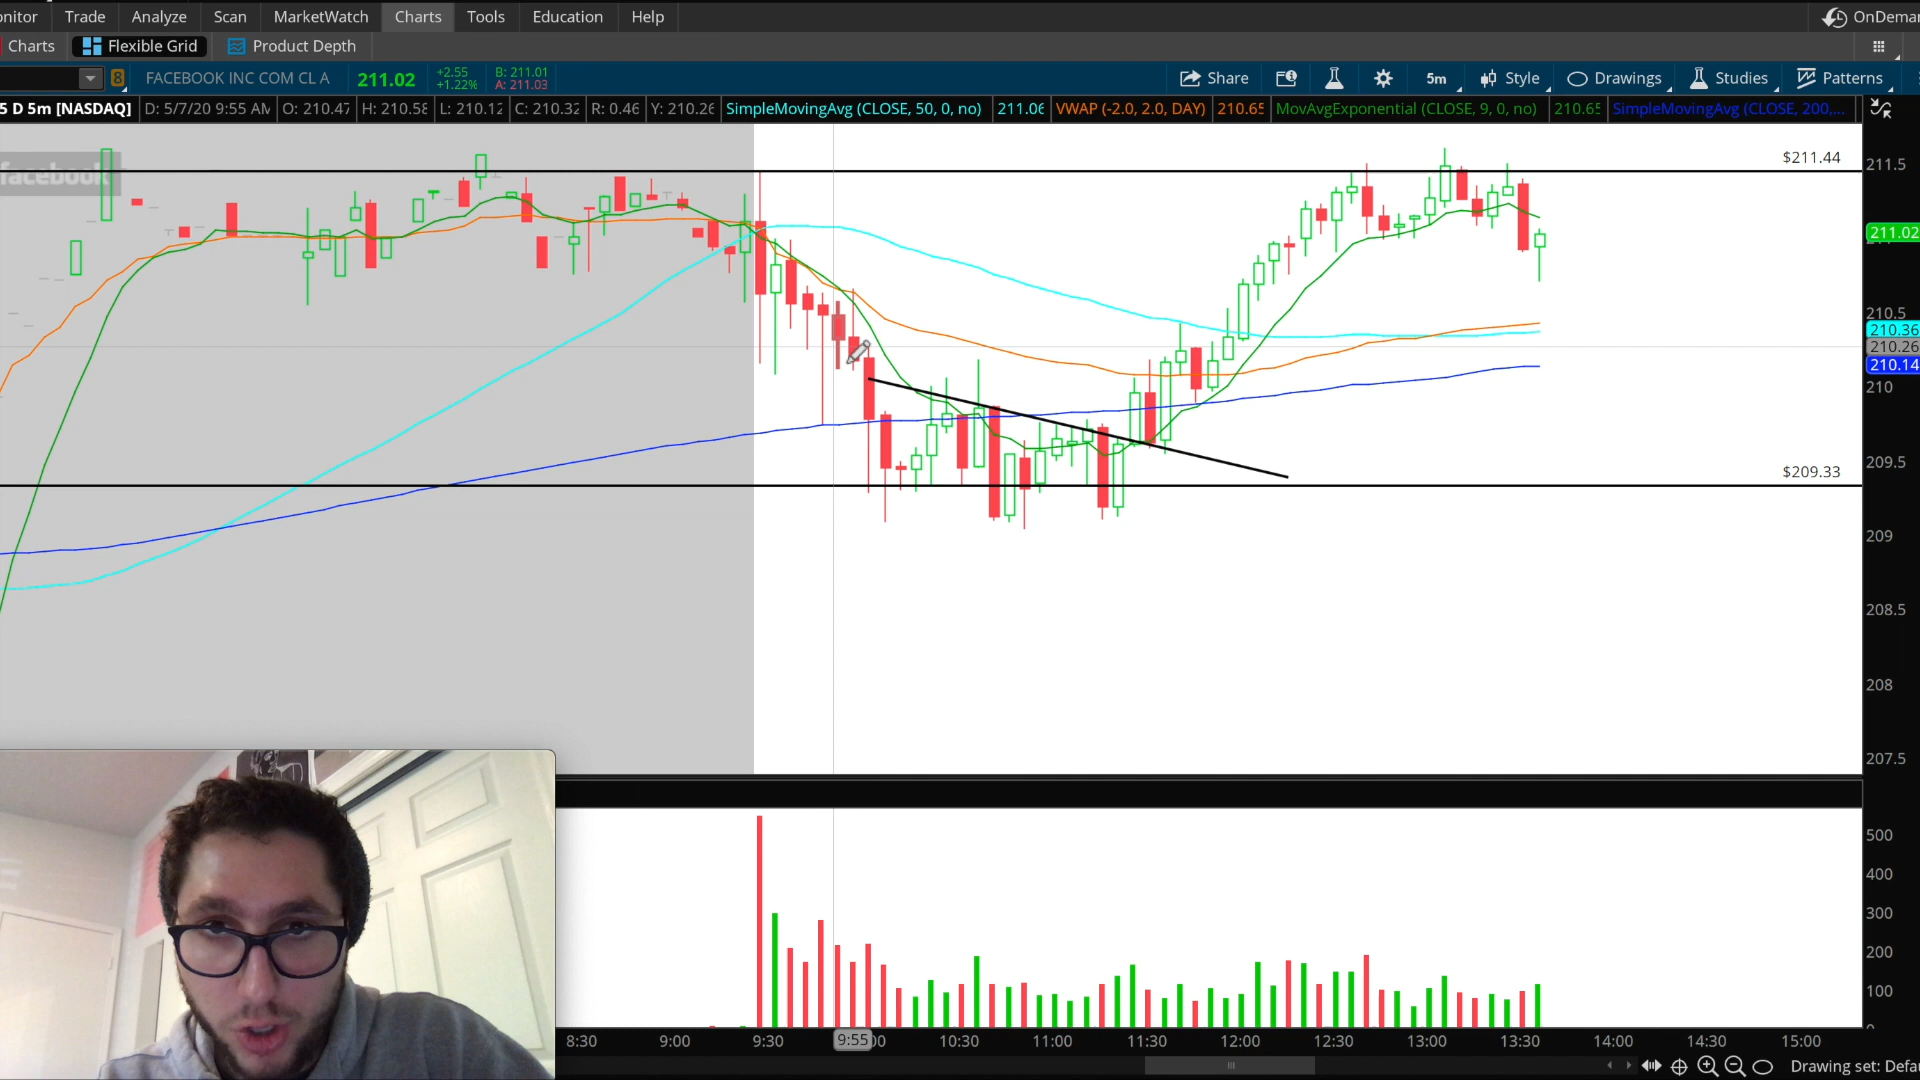 onitor Trade Analyze Scan MarketWatch Charts Tools Education Help OnDeman
Charts Flexible Grid Product Depth
8 FACEBOOK INC COM CL A 211.02 +2.55 +1.22% B: 211.01 A: 211.03 Share 5m Style Drawings Studies Patterns
5 D 5m [NASDAQ] D: 5/7/20 9:55 AM O: 210.47 H: 210.58 L: 210.12 C: 210.32 R: 0.46 Y: 210.26 SimpleMovingAvg (CLOSE, 50, 0, no) 211.06 VWAP (-2.0, 2.0, DAY) 210.65 MovAvgExponential (CLOSE, 9, 0, no) 210.65 SimpleMovingAvg (CLOSE, 200,...
facebook
$211.44
211.5
211.02
210.5
210.36
210.26
210.14
210
209.5
$209.33
209
208.5
208
207.5
500
400
300
200
100
0
8:30 9:00 9:30 9:55 10:30 11:00 11:30 12:00 12:30 13:00 13:30 14:00 14:30 15:00
Drawing set: Defau